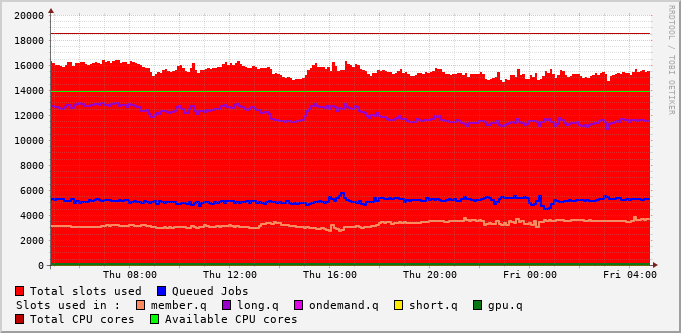 20000
18000
16000
14000
12000
10000
8000
6000
4000
2000
0
Thu 08:00 Thu 12:00 Thu 16:00 Thu 20:00 Fri 00:00 Fri 04:00
RRDTOOL / TOBI OETIKER
Total slots used Queued Jobs
Slots used in : member.q long.q ondemand.q short.q gpu.q
Total CPU cores Available CPU cores